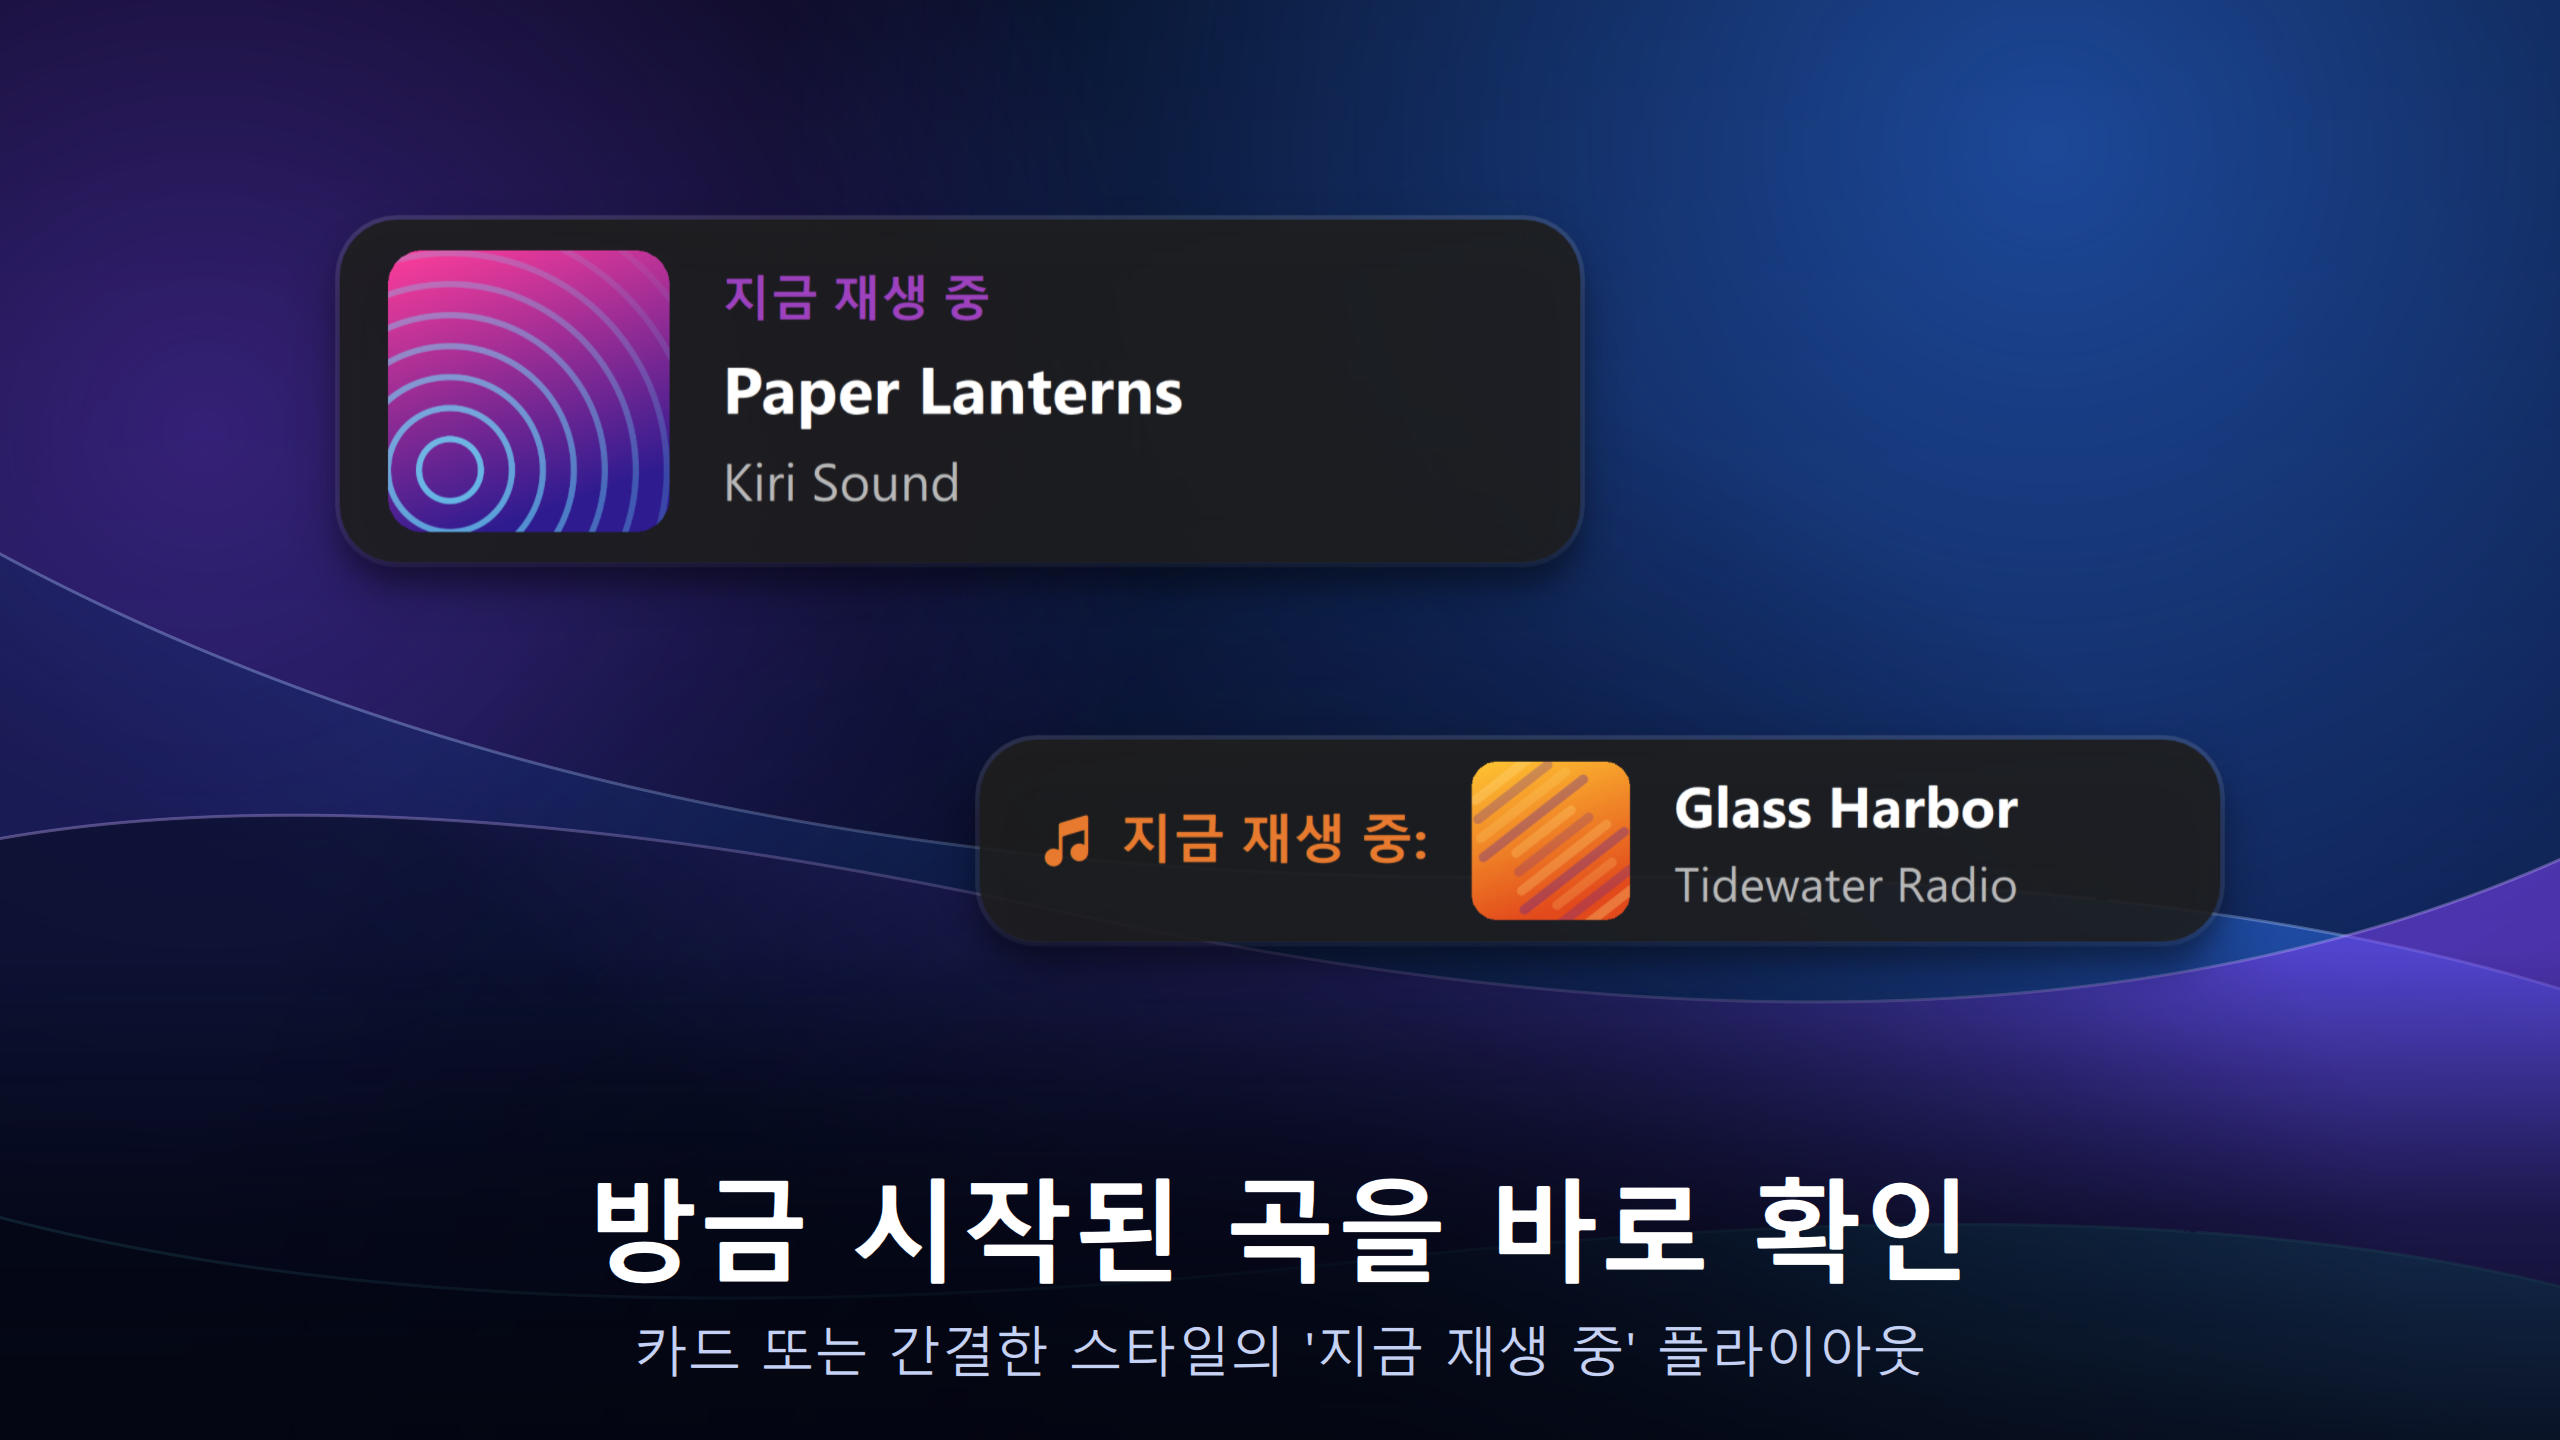 지금 재생 중
Paper Lanterns
Kiri Sound
지금 재생 중:
Glass Harbor
Tidewater Radio
방금 시작된 곡을 바로 확인
카드 또는 간결한 스타일의 '지금 재생 중' 플라이아웃